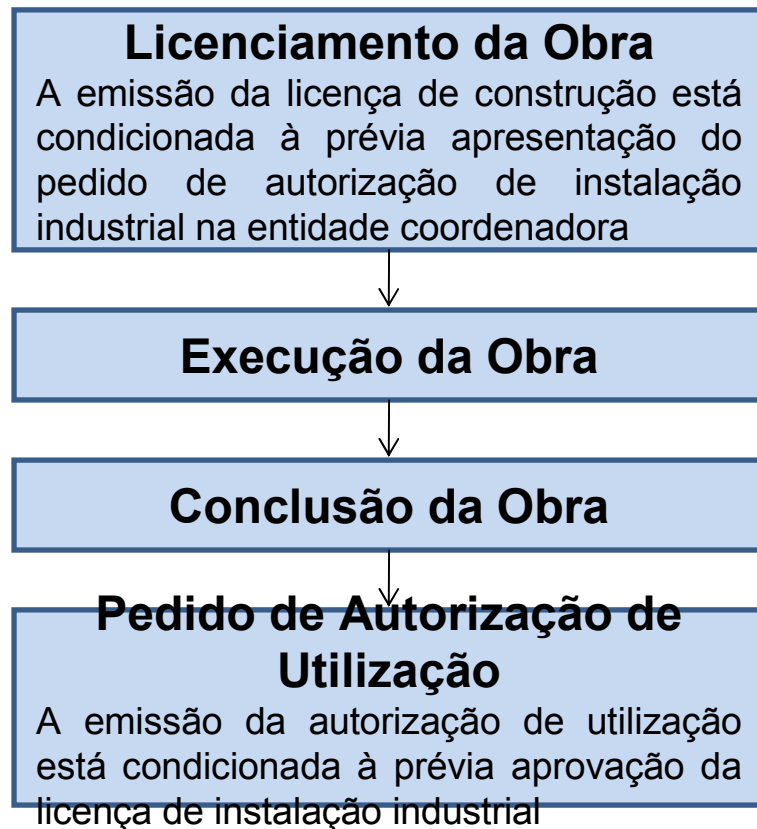 Licenciamento da Obra
A emissão da licença de construção está
condicionada à prévia apresentação do
pedido de autorização de instalação
industrial na entidade coordenadora
Execução da Obra
Conclusão da Obra
Pedido de Autorização de
Utilização
A emissão da autorização de utilização
está condicionada à prévia aprovação da
licença de instalação industrial